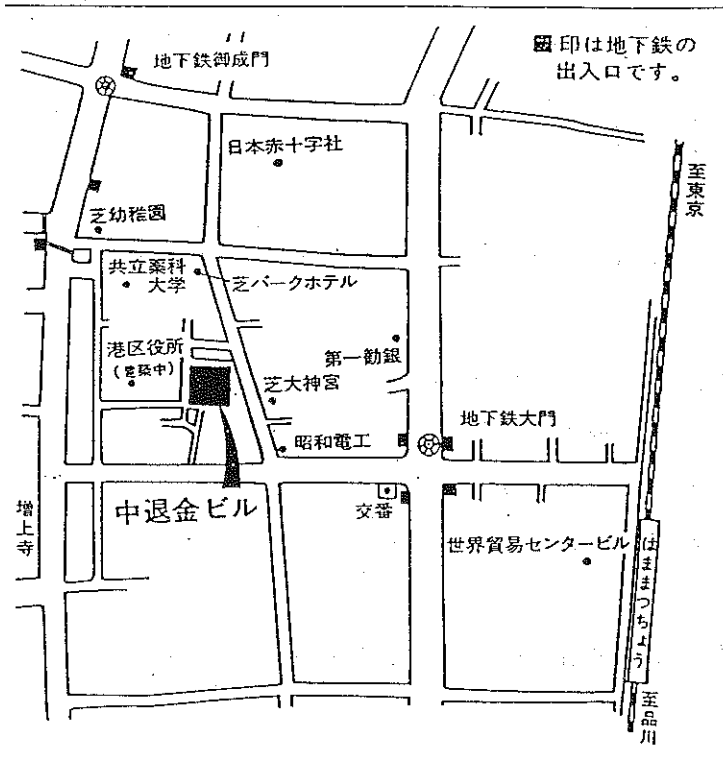 印は地下鉄の
出入口です。
地下鉄御成門
日本赤十字社
至東京
芝幼稚園
共立薬科
大学
芝パークホテル
港区役所
(営築中)
第一勧銀
芝大神宮
地下鉄大門
昭和電工
中退金ビル
交番
増上寺
世界貿易センタービル
はままつちょう
至品川